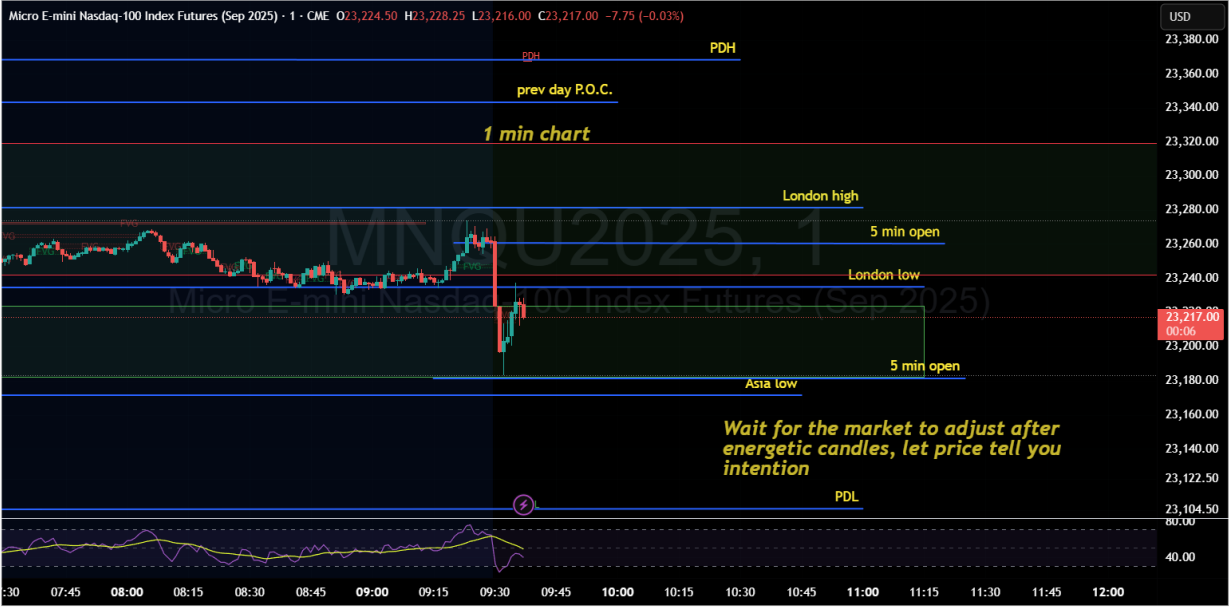 Micro E-mini Nasdaq-100 Index Futures (Sep 2025) · 1 · CME O23,224.50 H23,228.25 L23,216.00 C23,217.00 −7.75 (−0.03%)
USD
23,380.00
PDH
PDH
23,360.00
prev day P.O.C.
23,340.00
1 min chart
23,320.00
23,300.00
London high
23,280.00
FVG
5 min open
MNQU2025, 1
23,260.00
FVG
FVG
FVG
London low
23,240.00
Micro E-mini Nasdaq-100 Index Futures (Sep 2025)
23,217.00
00:06
23,200.00
5 min open
23,180.00
Asia low
23,160.00
Wait for the market to adjust after
energetic candles, let price tell you
intention
23,140.00
23,122.50
PDL
23,104.50
80.00
40.00
:30 07:45 08:00 08:15 08:30 08:45 09:00 09:15 09:30 09:45 10:00 10:15 10:30 10:45 11:00 11:15 11:30 11:45 12:00